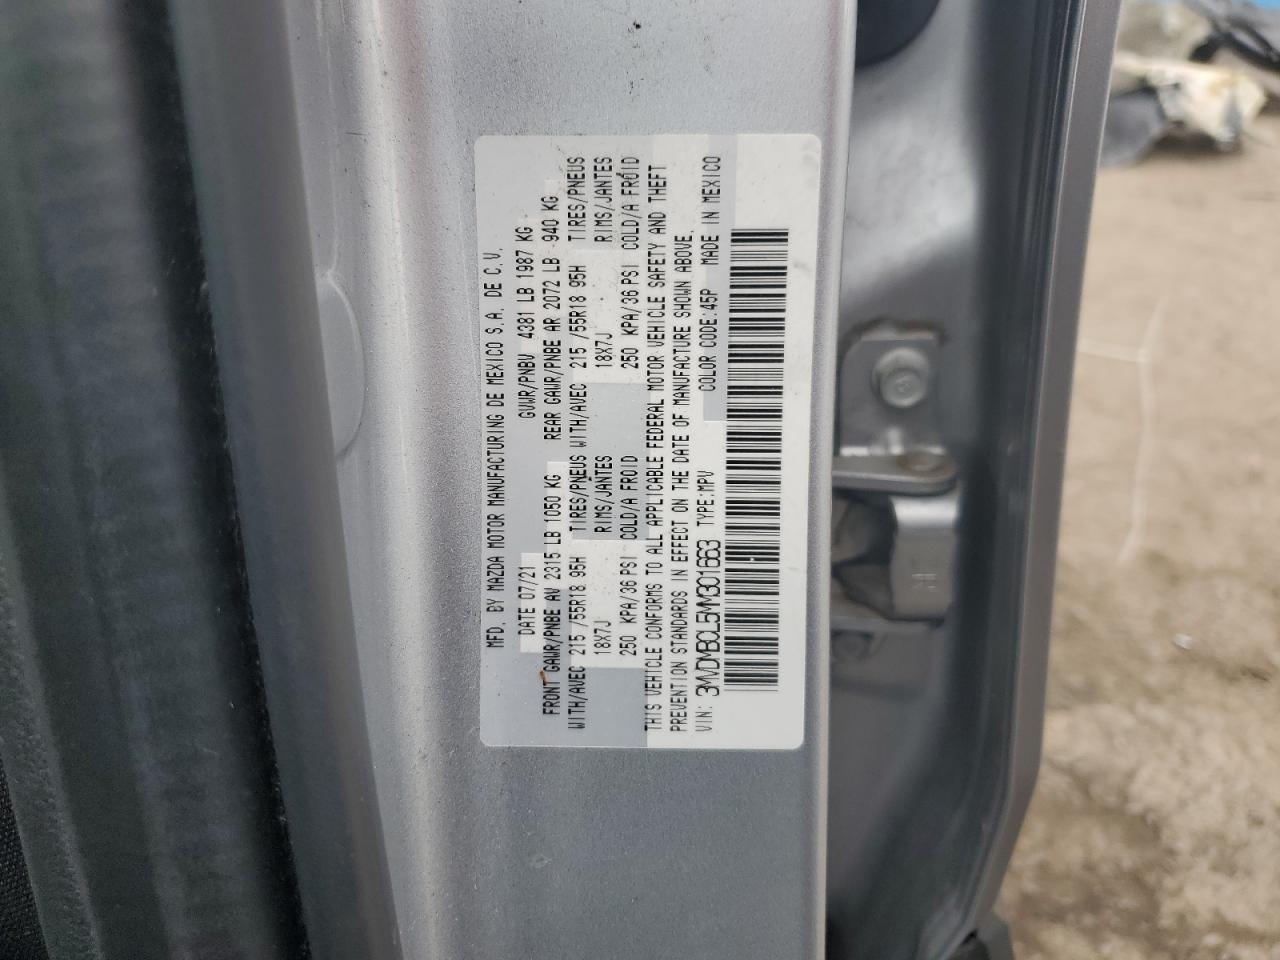 MFD. BY MAZDA MOTOR MANUFACTURING DE MEXICO S.A. DE C.V.
DATE 07/21 GVWR/PNBV 4381 LB 1987 KG
FRONT GAWR/PNBE AV 2315 LB 1050 KG REAR GAWR/PNBE AR 2072 LB 940 KG
WITH/AVEC 215 /55R18 95H TIRES/PNEUS WITH/AVEC 215 /55R18 95H TIRES/PNEUS
18X7J RIMS/JANTES 18X7J RIMS/JANTES
250 KPA/36 PSI COLD/A FROID 250 KPA/36 PSI COLD/A FROID
THIS VEHICLE CONFORMS TO ALL APPLICABLE FEDERAL MOTOR VEHICLE SAFETY AND THEFT
PREVENTION STANDARDS IN EFFECT ON THE DATE OF MANUFACTURE SHOWN ABOVE.
VIN: 3MVDMBCL5MM301663 TYPE:MPV COLOR CODE:45P MADE IN MEXICO